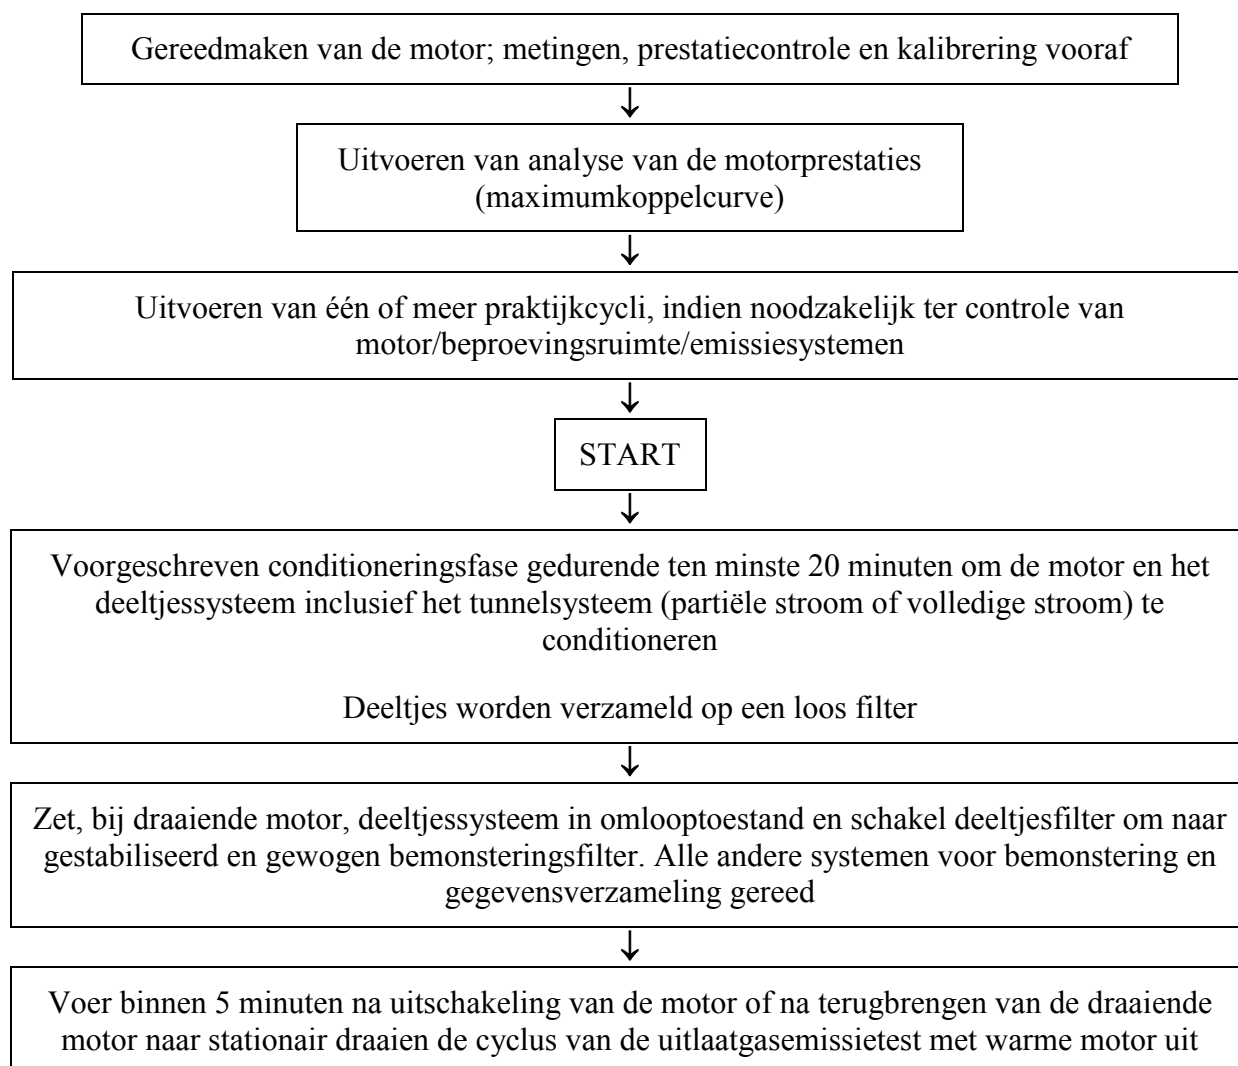 Gereedmaken van de motor; metingen, prestatiecontrole en kalibrering vooraf
Uitvoeren van analyse van de motorprestaties
(maximumkoppelcurve)
Uitvoeren van één of meer praktijkcycli, indien noodzakelijk ter controle van
motor/beproevingsruimte/emissiesystemen
START
Voorgeschreven conditioneringsfase gedurende ten minste 20 minuten om de motor en het
deeltjessysteem inclusief het tunnelsysteem (partiële stroom of volledige stroom) te
conditioneren
Deeltjes worden verzameld op een loos filter
Zet, bij draaiende motor, deeltjessysteem in omlooptoestand en schakel deeltjesfilter om naar
gestabiliseerd en gewogen bemonsteringsfilter. Alle andere systemen voor bemonstering en
gegevensverzameling gereed
Voer binnen 5 minuten na uitschakeling van de motor of na terugbrengen van de draaiende
motor naar stationair draaien de cyclus van de uitlaatgasemissietest met warme motor uit